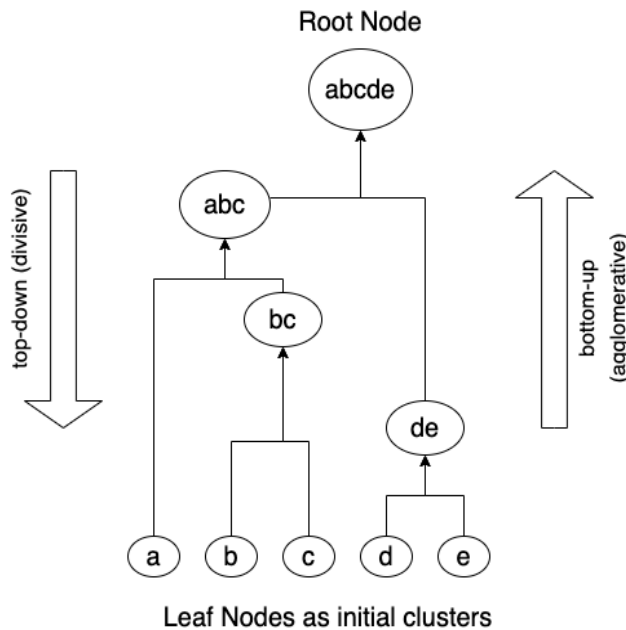 Root Node
abcde
abc
bc
de
a
b
c
d
e
top-down (divisive)
bottom-up
(agglomerative)
Leaf Nodes as initial clusters